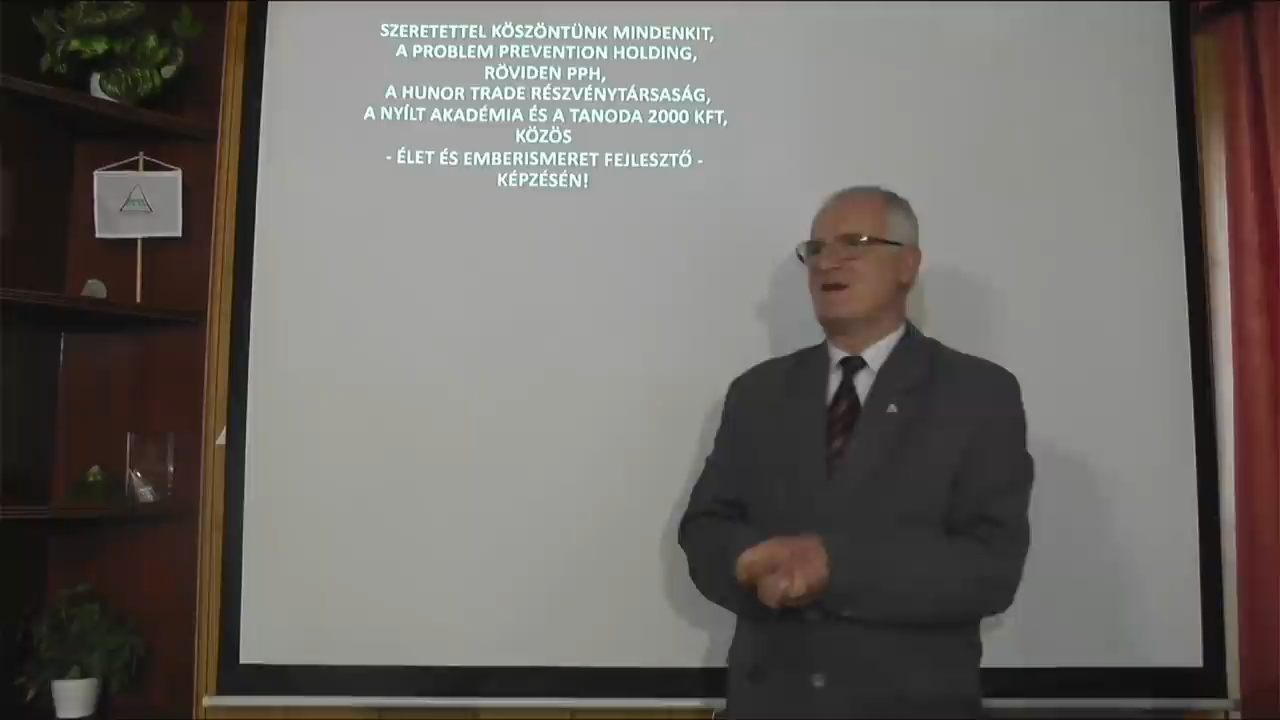 SZERETETTEL KÖSZÖNTÜNK MINDENKIT,
A PROBLEM PREVENTION HOLDING,
RÖVIDEN PPH,
A HUNOR TRADE RÉSZVÉNYTÁRSASÁG,
A NYÍLT AKADÉMIA ÉS A TANODA 2000 KFT,
KÖZÖS
- ÉLET ÉS EMBERISMERET FEJLESZTŐ -
KÉPZÉSÉN!